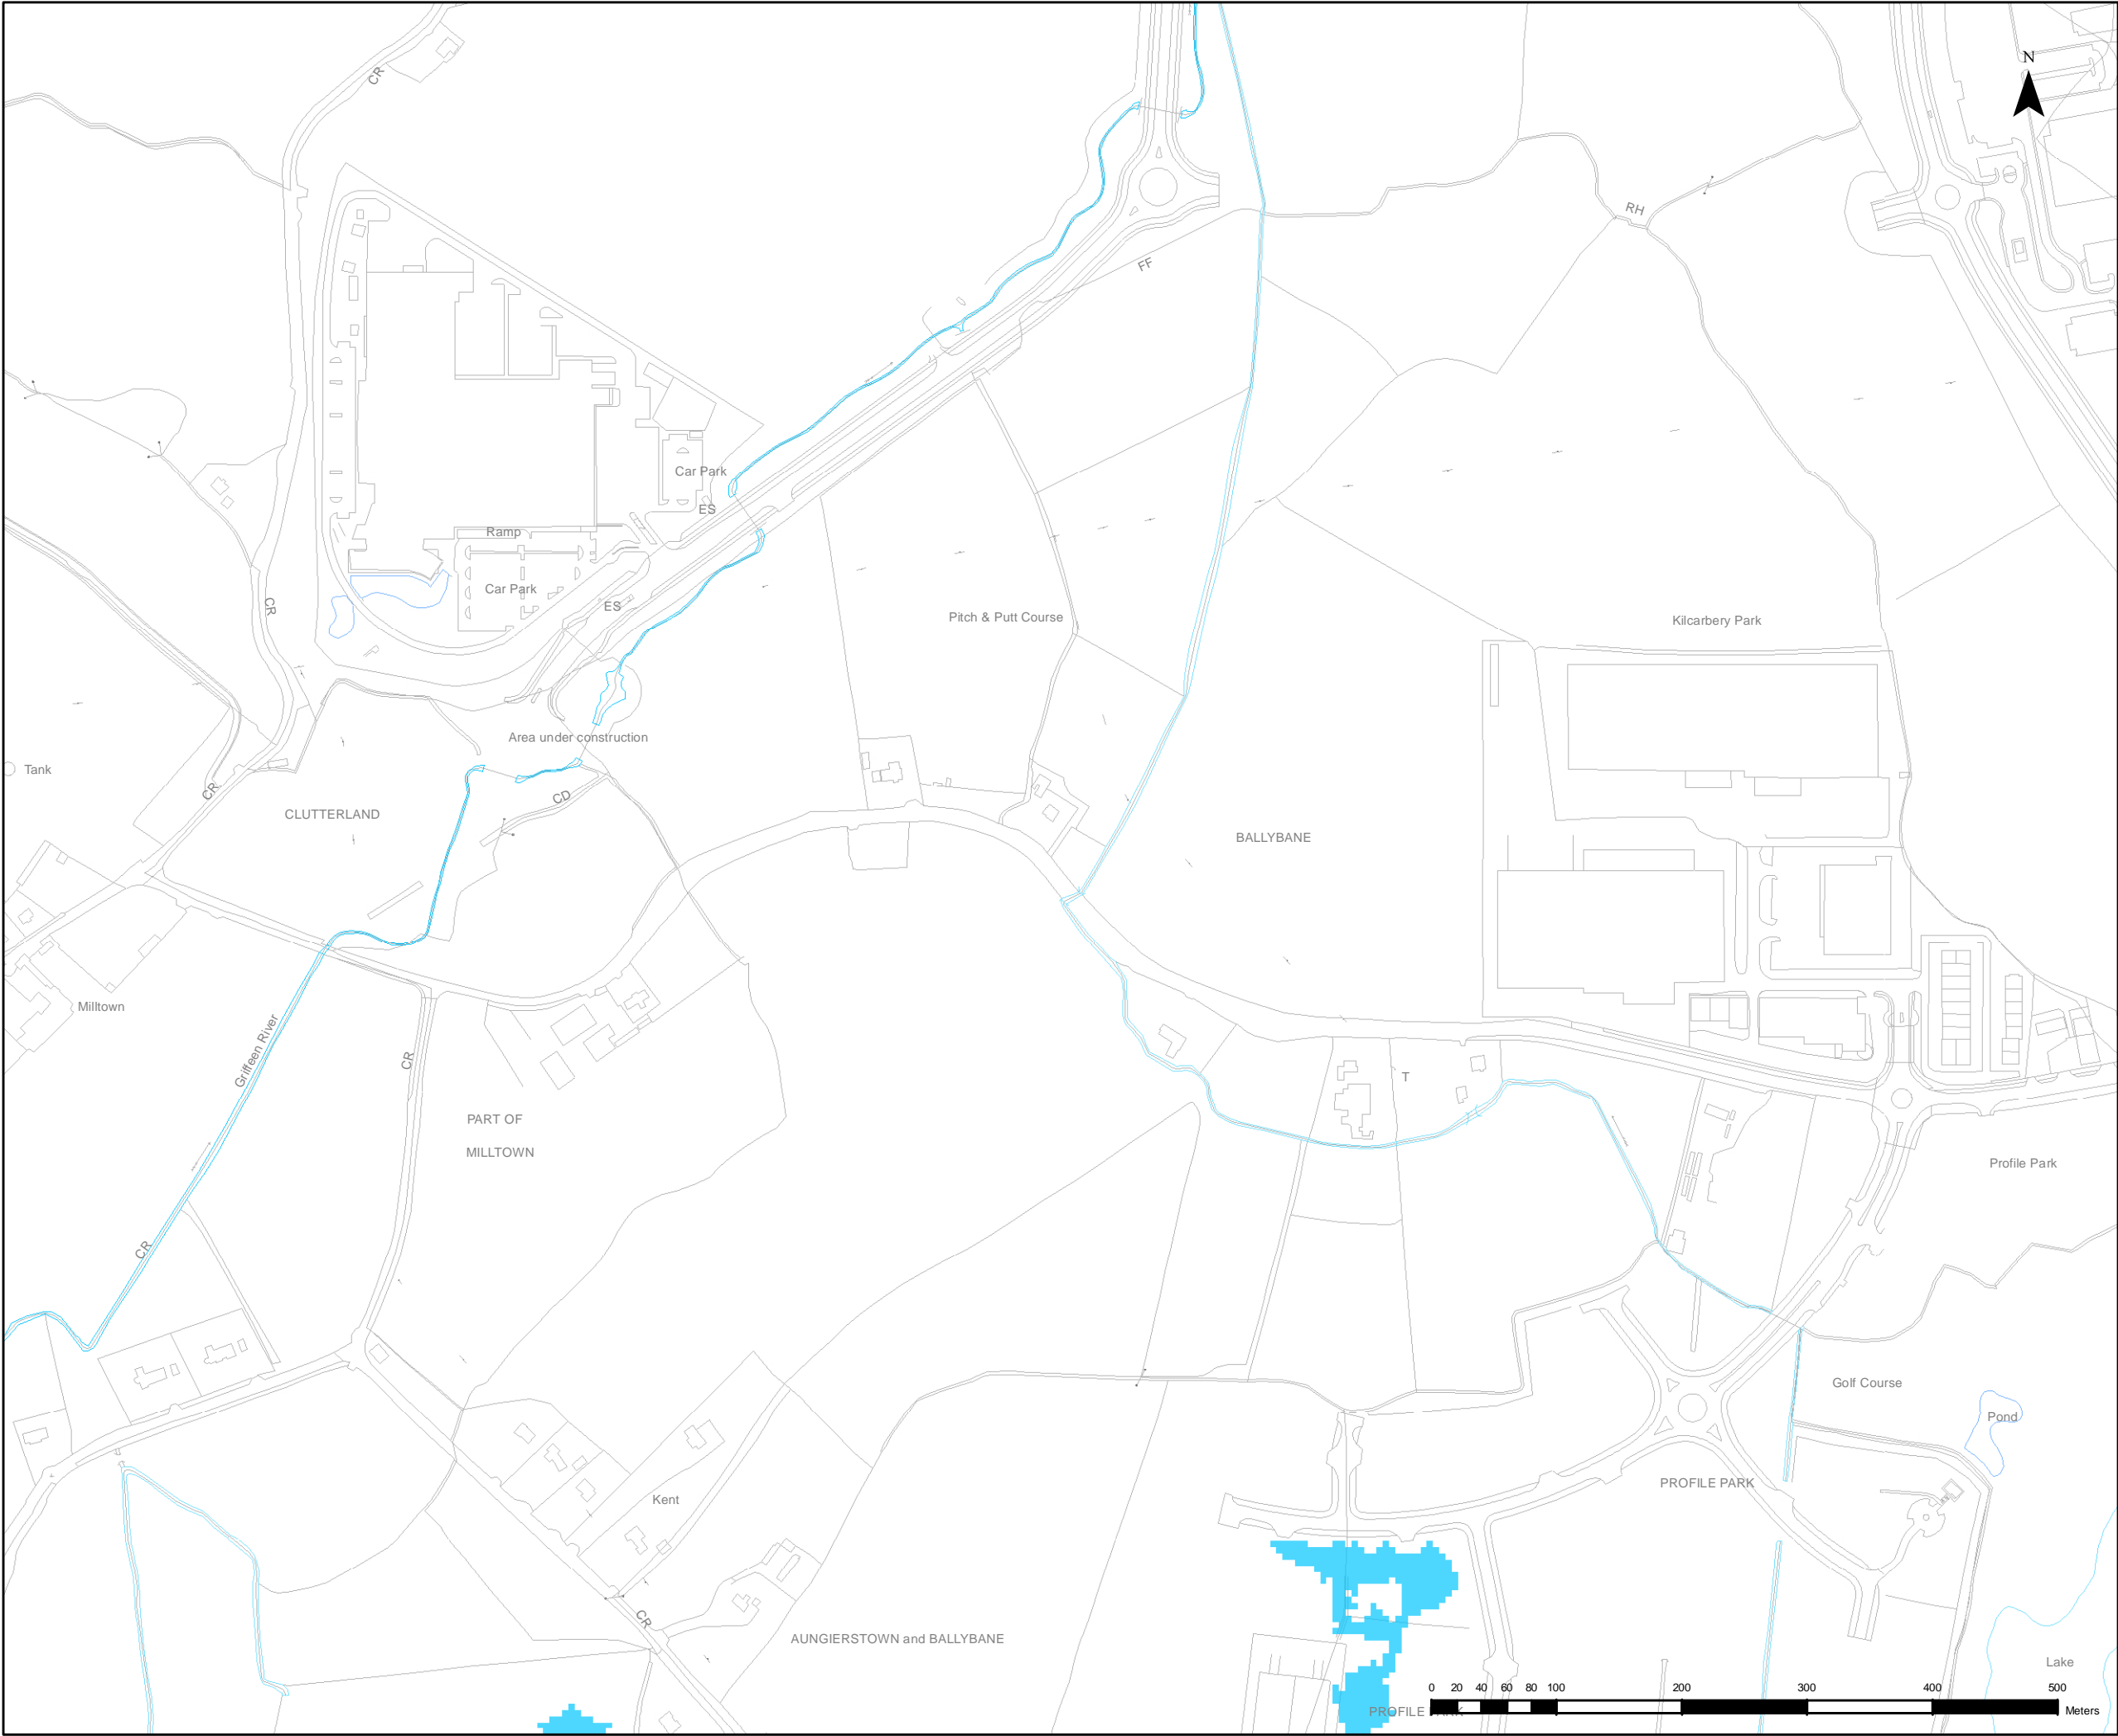 N
CR
RH
FF
Car Park
ES
Ramp
Car Park
CR
ES
Pitch & Putt Course
Kilcarbery Park
Area under construction
Tank
CR
CD
CLUTTERLAND
BALLYBANE
Milltown
Griffeen River
CR
T
PART OF
MILLTOWN
Profile Park
CR
Golf Course
Pond
PROFILE PARK
Kent
CR
AUNGIERSTOWN and BALLYBANE
Lake
0 20 40 60 80 100 200 300 400 500
Meters
PROFILE PARK